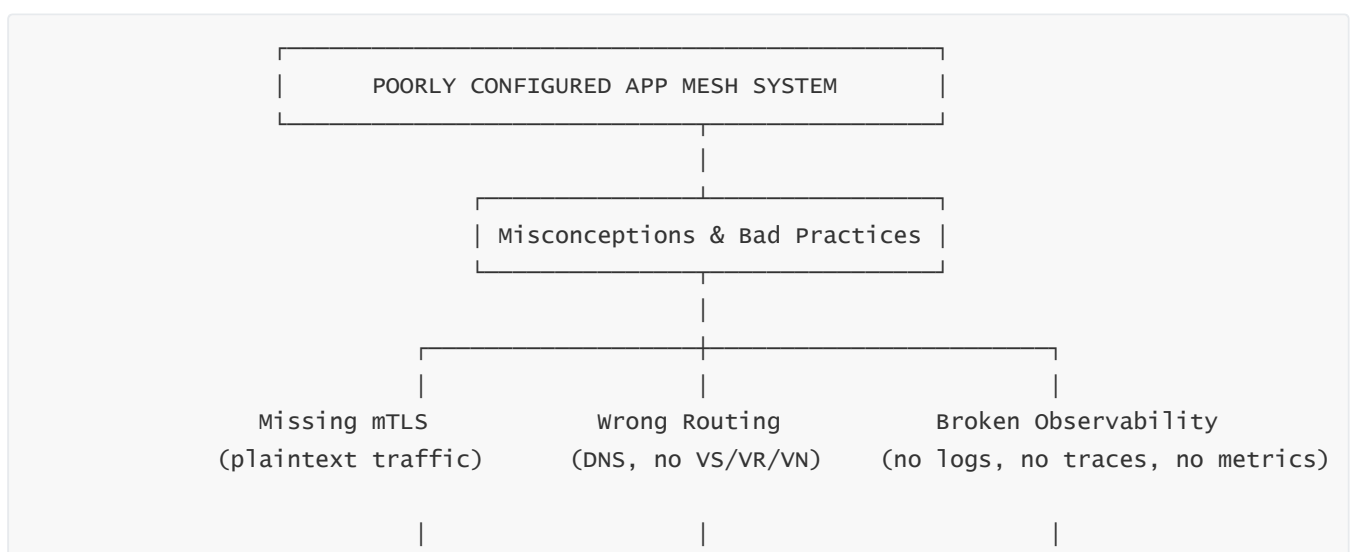 POORLY CONFIGURED APP MESH SYSTEM
Misconceptions & Bad Practices
Missing mTLS Wrong Routing Broken Observability
(plaintext traffic) (DNS, no VS/VR/VN) (no logs, no traces, no metrics)